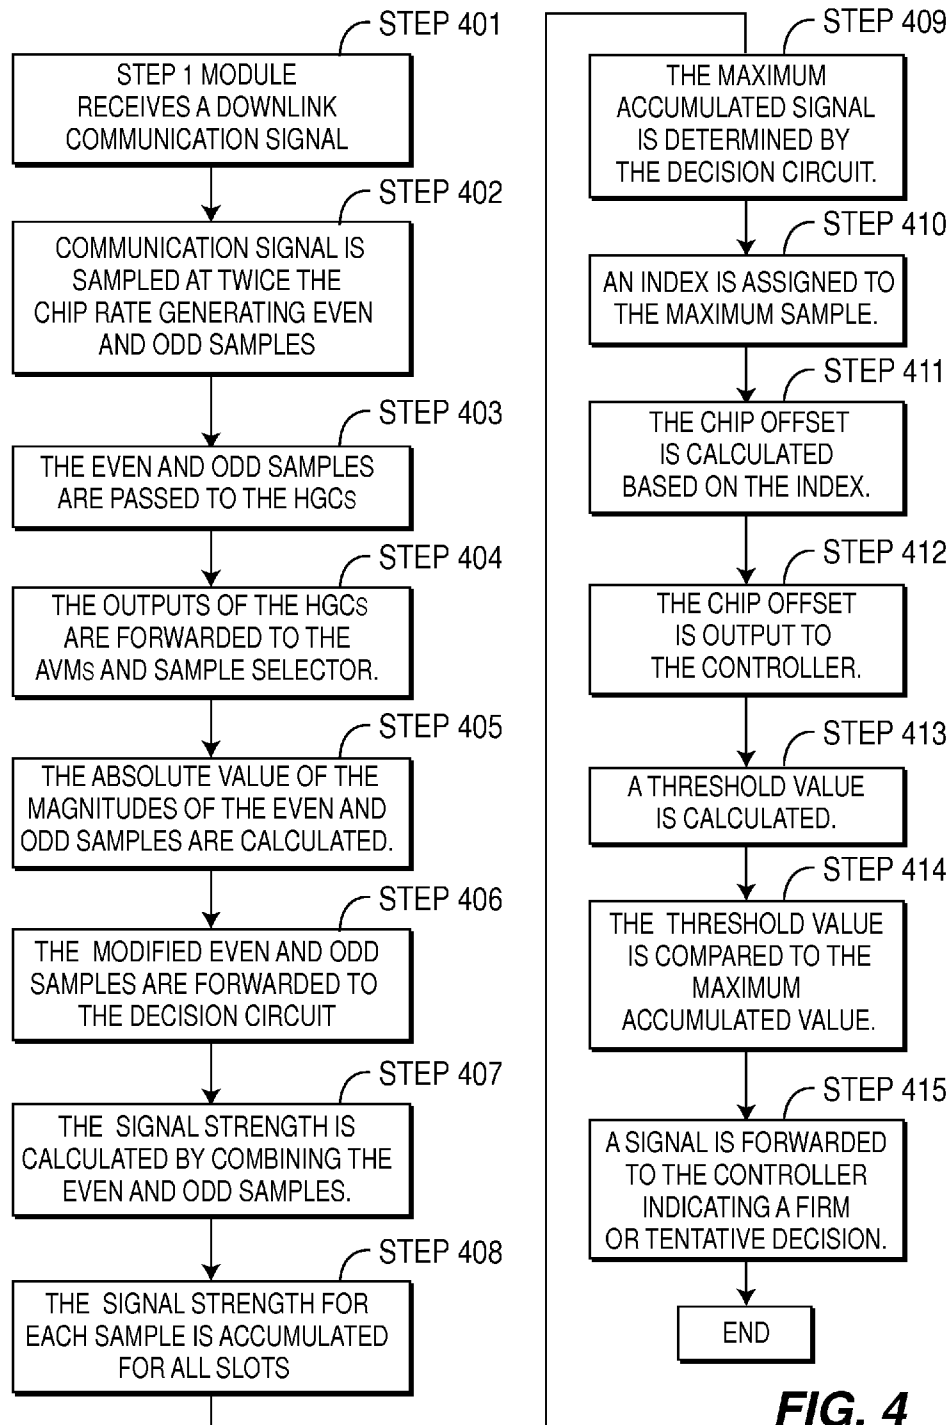 STEP 401
STEP 1 MODULE
RECEIVES A DOWNLINK
COMMUNICATION SIGNAL
STEP 402
COMMUNICATION SIGNAL IS
SAMPLED AT TWICE THE
CHIP RATE GENERATING EVEN
AND ODD SAMPLES
STEP 403
THE EVEN AND ODD SAMPLES
ARE PASSED TO THE HGCS
STEP 404
THE OUTPUTS OF THE HGCS
ARE FORWARDED TO THE
AVMS AND SAMPLE SELECTOR.
STEP 405
THE ABSOLUTE VALUE OF THE
MAGNITUDES OF THE EVEN AND
ODD SAMPLES ARE CALCULATED.
STEP 406
THE MODIFIED EVEN AND ODD
SAMPLES ARE FORWARDED TO
THE DECISION CIRCUIT
STEP 407
THE SIGNAL STRENGTH IS
CALCULATED BY COMBINING THE
EVEN AND ODD SAMPLES.
STEP 408
THE SIGNAL STRENGTH FOR
EACH SAMPLE IS ACCUMULATED
FOR ALL SLOTS
STEP 409
THE MAXIMUM
ACCUMULATED SIGNAL
IS DETERMINED BY
THE DECISION CIRCUIT.
STEP 410
AN INDEX IS ASSIGNED TO
THE MAXIMUM SAMPLE.
STEP 411
THE CHIP OFFSET
IS CALCULATED
BASED ON THE INDEX.
STEP 412
THE CHIP OFFSET
IS OUTPUT TO
THE CONTROLLER.
STEP 413
A THRESHOLD VALUE
IS CALCULATED.
STEP 414
THE THRESHOLD VALUE
IS COMPARED TO THE
MAXIMUM
ACCUMULATED VALUE.
STEP 415
A SIGNAL IS FORWARDED
TO THE CONTROLLER
INDICATING A FIRM
OR TENTATIVE DECISION.
END
FIG. 4